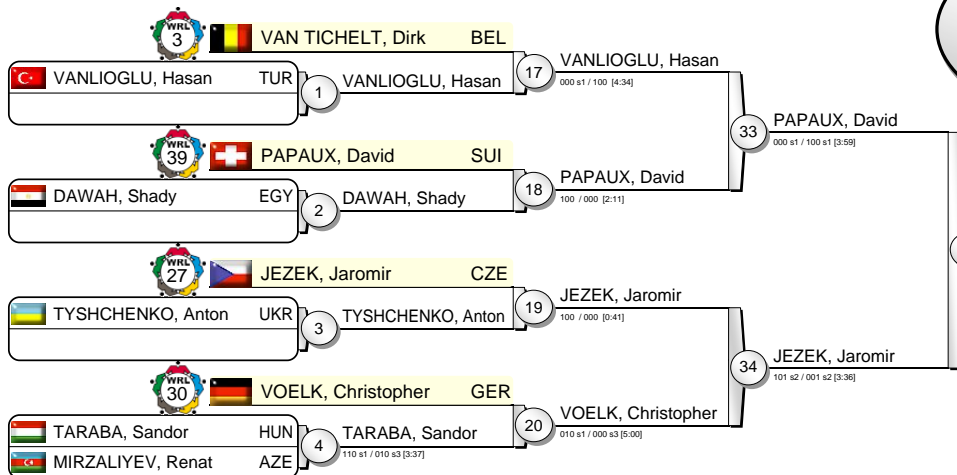 WRL 3 VAN TICHELT, Dirk BEL
VANLIOGLU, Hasan TUR
1 VANLIOGLU, Hasan
17 VANLIOGLU, Hasan
000 s1 / 100 [4:34]
WRL 39 PAPAUX, David SUI
DAWAH, Shady EGY
2 DAWAH, Shady
18 PAPAUX, David
100 / 000 [2:11]
33 PAPAUX, David
000 s1 / 100 s1 [3:59]
WRL 27 JEZEK, Jaromir CZE
TYSHCHENKO, Anton UKR
3 TYSHCHENKO, Anton
19 JEZEK, Jaromir
100 / 000 [0:41]
WRL 30 VOELK, Christopher GER
TARABA, Sandor HUN
MIRZALIYEV, Renat AZE
4 TARABA, Sandor
110 s1 / 010 s3 [3:37]
20 VOELK, Christopher
010 s1 / 000 s3 [5:00]
34 JEZEK, Jaromir
101 s2 / 001 s2 [3:36]